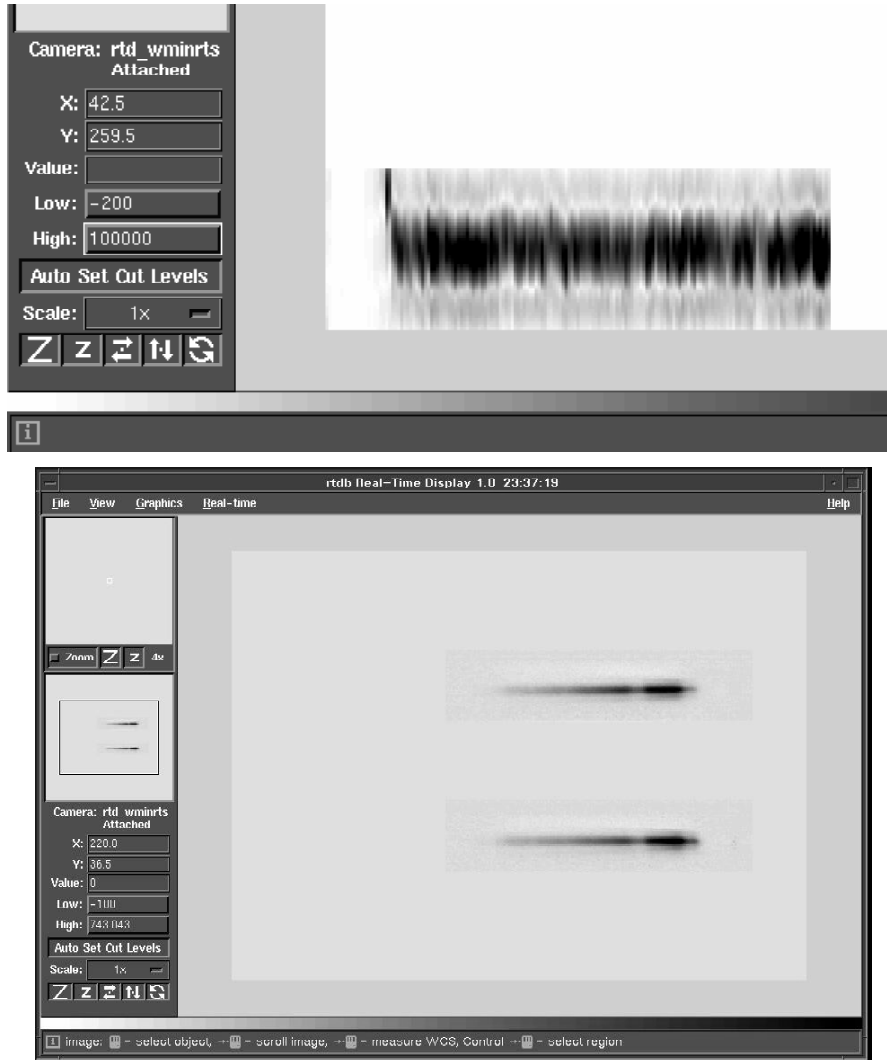 Camera: rtd_wminrts
Attached
X: 42.5
Y: 259.5
Value:
Low: -200
High: 100000
Auto Set Cut Levels
Scale: 1x
Z z
i
rtdb Real-Time Display 1.0 23:37:19
File View Graphics Real-time Help
Zoom Z z 4x
Camera: rtd wminrts
Attached
X: 220.0
Y: 36.5
Value: 0
Low: -100
High: 743.043
Auto Set Cut Levels
Scale: 1x
Z z
i image: - select object, - scroll image, - measure WCS, Control - select region